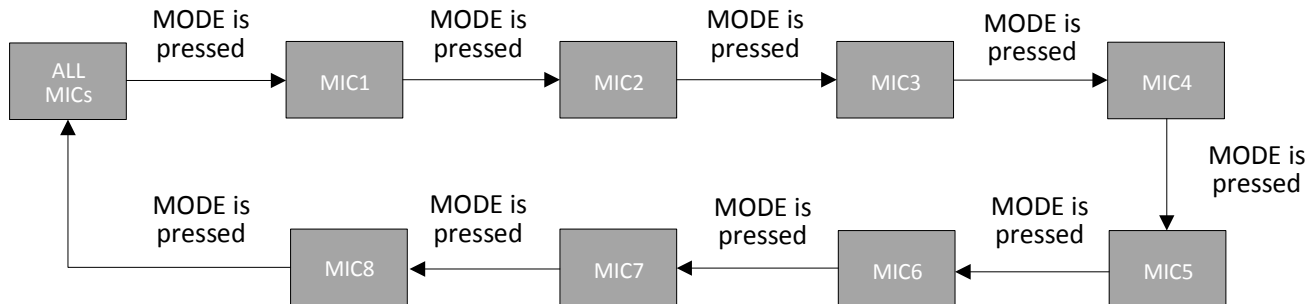 ALL
MICs
MODE is
pressed
MIC1
MODE is
pressed
MIC2
MODE is
pressed
MIC3
MODE is
pressed
MIC4
MODE is
pressed
MIC5
MODE is
pressed
MIC6
MODE is
pressed
MIC7
MODE is
pressed
MIC8
MODE is
pressed